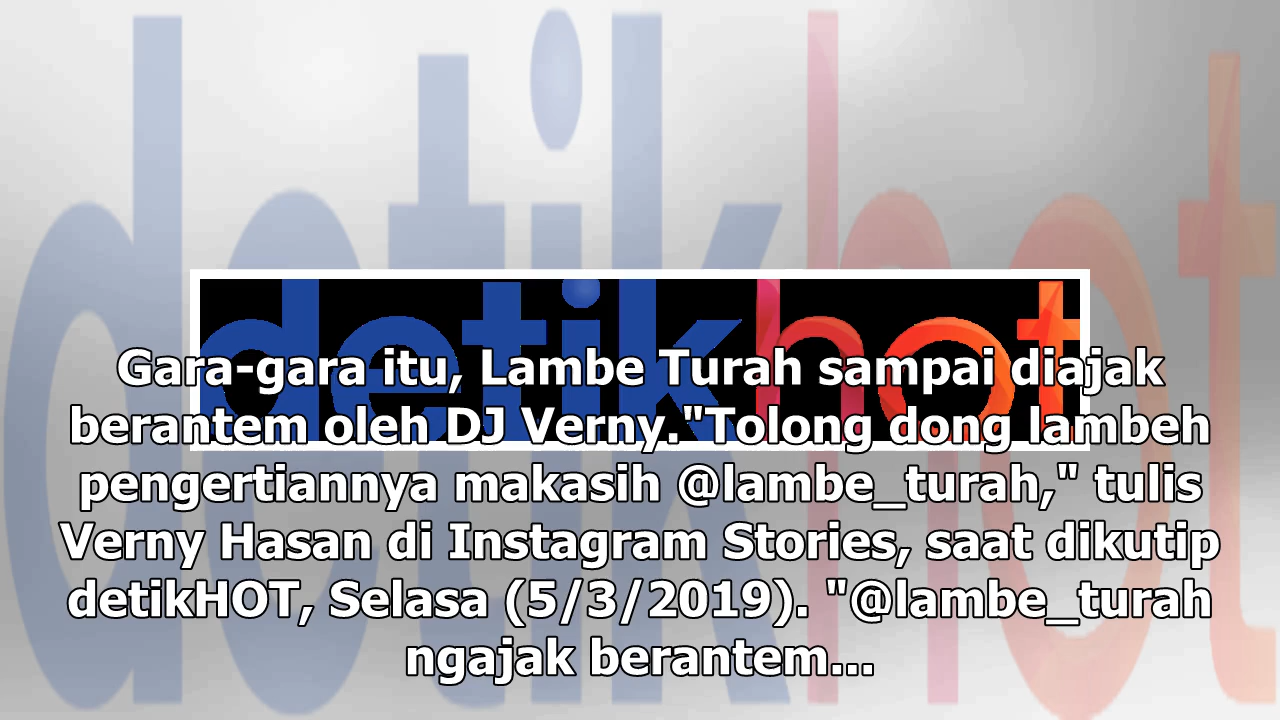 detikhot
detikhot
Gara-gara itu, Lambe Turah sampai diajak
berantem oleh DJ Verny."Tolong dong lambeh
pengertiannya makasih @lambe_turah," tulis
Verny Hasan di Instagram Stories, saat dikutip
detikHOT, Selasa (5/3/2019). "@lambe_turah
ngajak berantem...